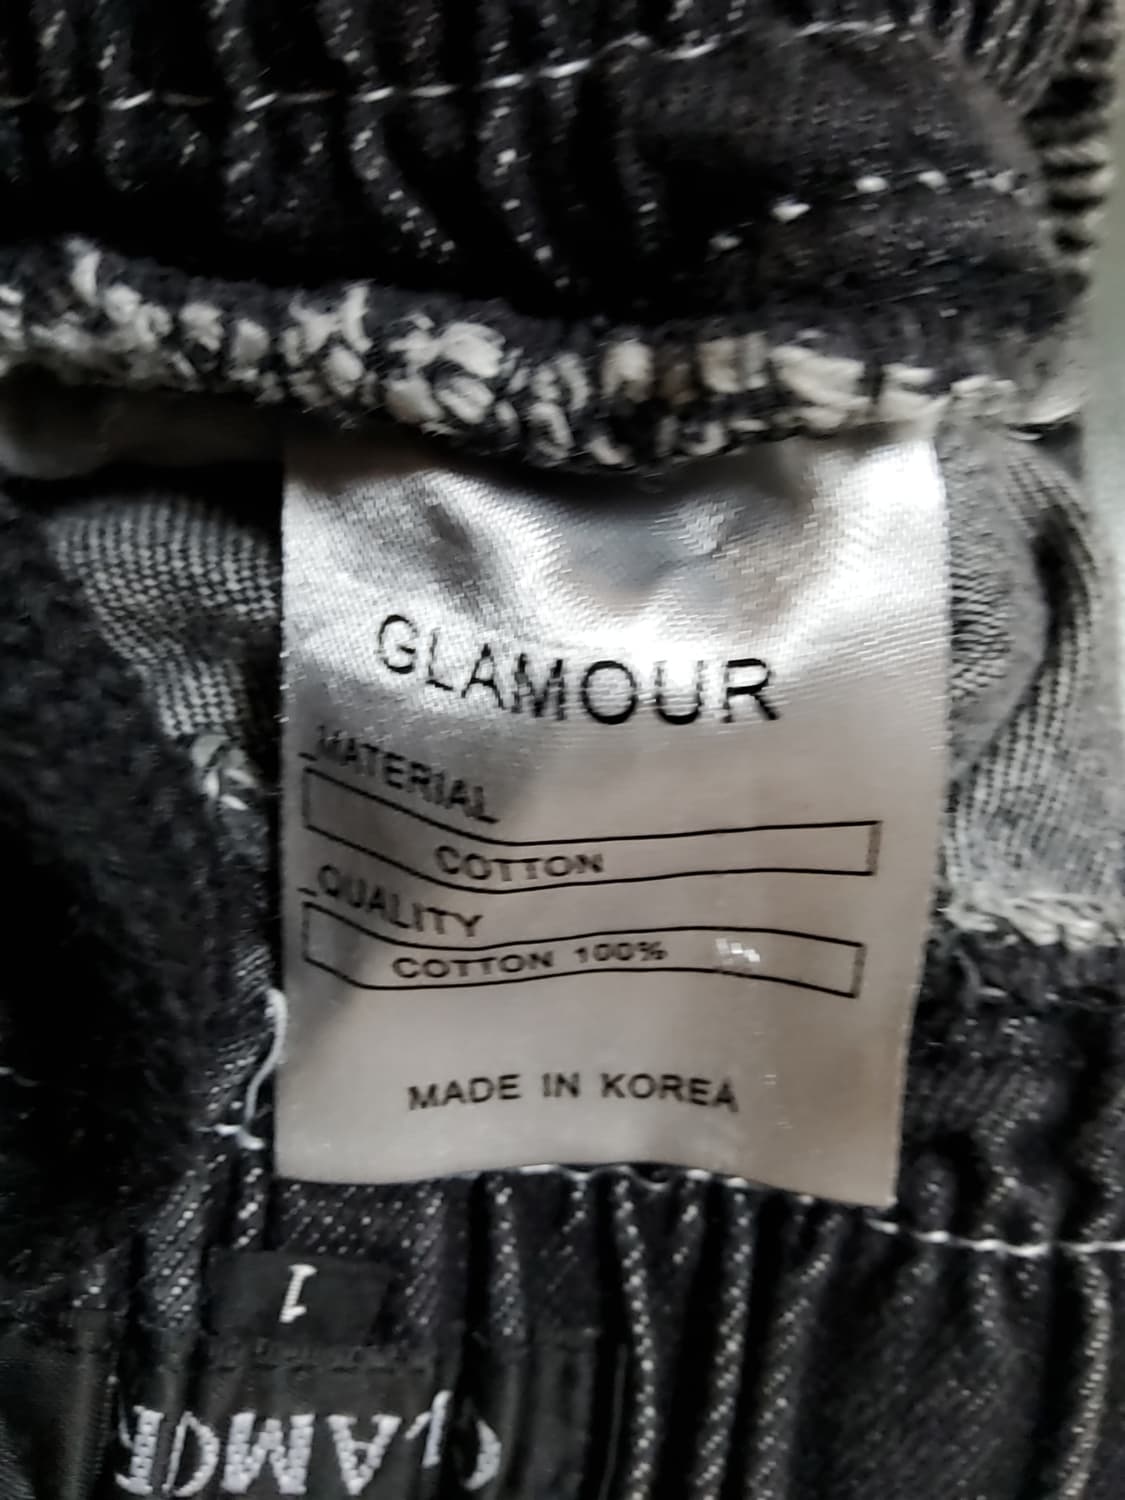 GLAMOUR
MATERIAL
COTTON
QUALITY
COTTON 100%
MADE IN KOREA
1